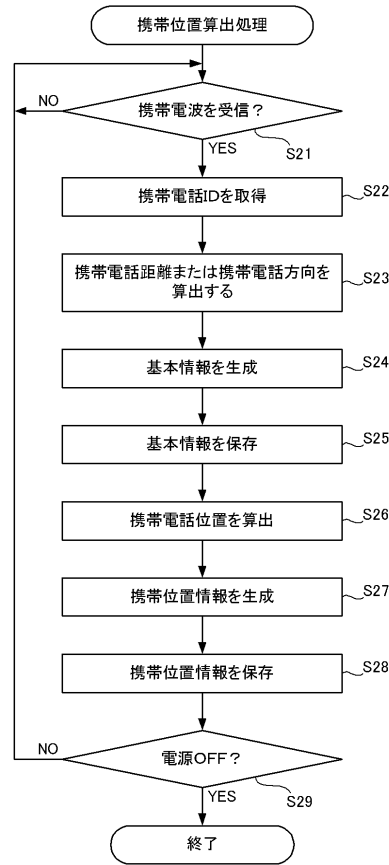 携帯位置算出処理
NO
携帯電波を受信？
YES
S21
携帯電話IDを取得
S22
携帯電話距離または携帯電話方向を
算出する
S23
基本情報を生成
S24
基本情報を保存
S25
携帯電話位置を算出
S26
携帯位置情報を生成
S27
携帯位置情報を保存
S28
NO
電源OFF？
YES
S29
終了